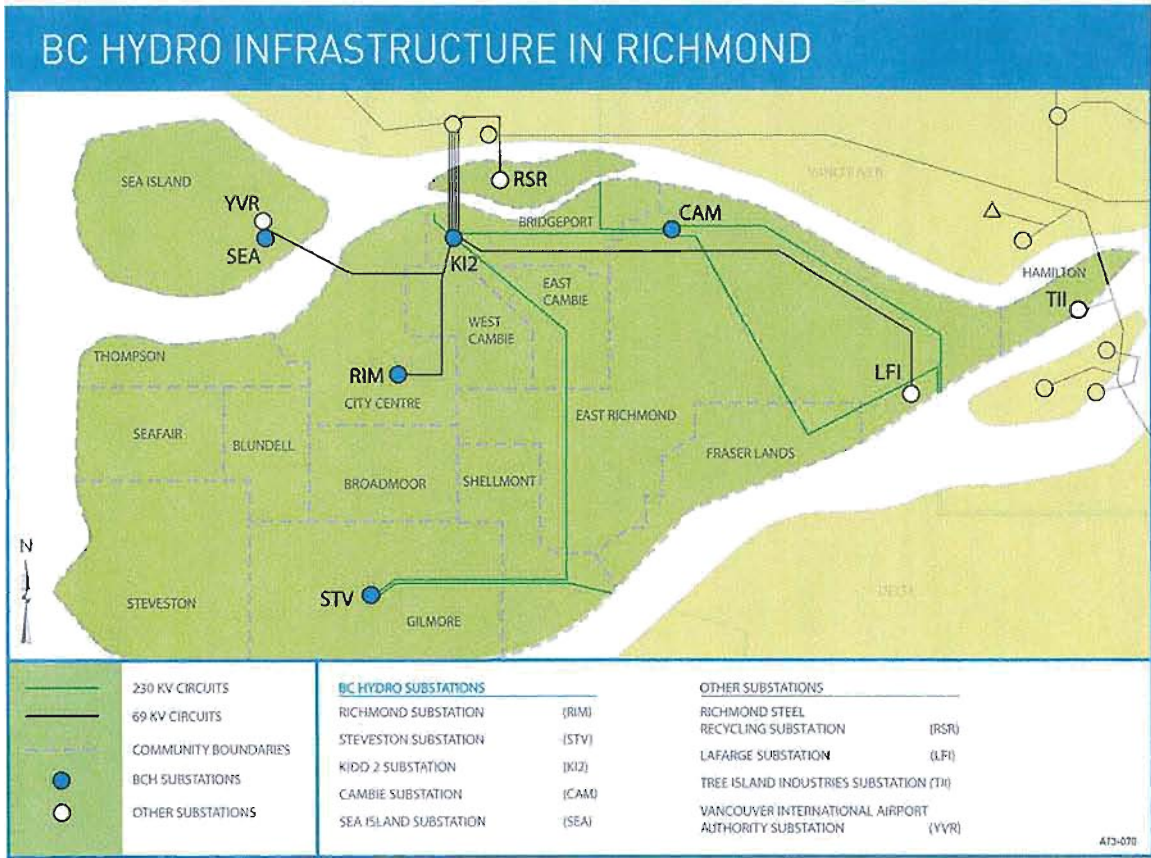 BC HYDRO INFRASTRUCTURE IN RICHMOND
VANCOUVER
SEA ISLAND
RSR
YVR
CAM
BRIDGEPORT
SEA
KI2
HAMILTON
EAST
CAMBIE
TII
WEST
CAMBIE
THOMPSON
RIM
LFI
CITY CENTRE
EAST RICHMOND
SEAFAIR
BLUNDELL
FRASER LANDS
BROADMOOR
SHELLMONT
N
STEVESTON
STV
GILMORE
DELTA
230 KV CIRCUITS
69 KV CIRCUITS
COMMUNITY BOUNDARIES
BCH SUBSTATIONS
OTHER SUBSTATIONS
BC HYDRO SUBSTATIONS
RICHMOND SUBSTATION (RIM)
STEVESTON SUBSTATION (STV)
KIDD 2 SUBSTATION (KI2)
CAMBIE SUBSTATION (CAM)
SEA ISLAND SUBSTATION (SEA)
OTHER SUBSTATIONS
RICHMOND STEEL
RECYCLING SUBSTATION (RSR)
LAFARGE SUBSTATION (LFI)
TREE ISLAND INDUSTRIES SUBSTATION (TII)
VANCOUVER INTERNATIONAL AIRPORT
AUTHORITY SUBSTATION (YVR)
A73-070